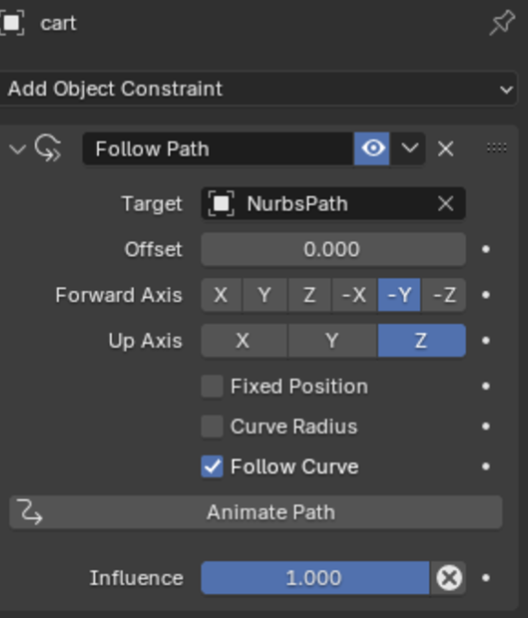 cart
Add Object Constraint
Follow Path
Target NurbsPath
Offset 0.000
Forward Axis X Y Z -X -Y -Z
Up Axis X Y Z
Fixed Position
Curve Radius
Follow Curve
Animate Path
Influence 1.000